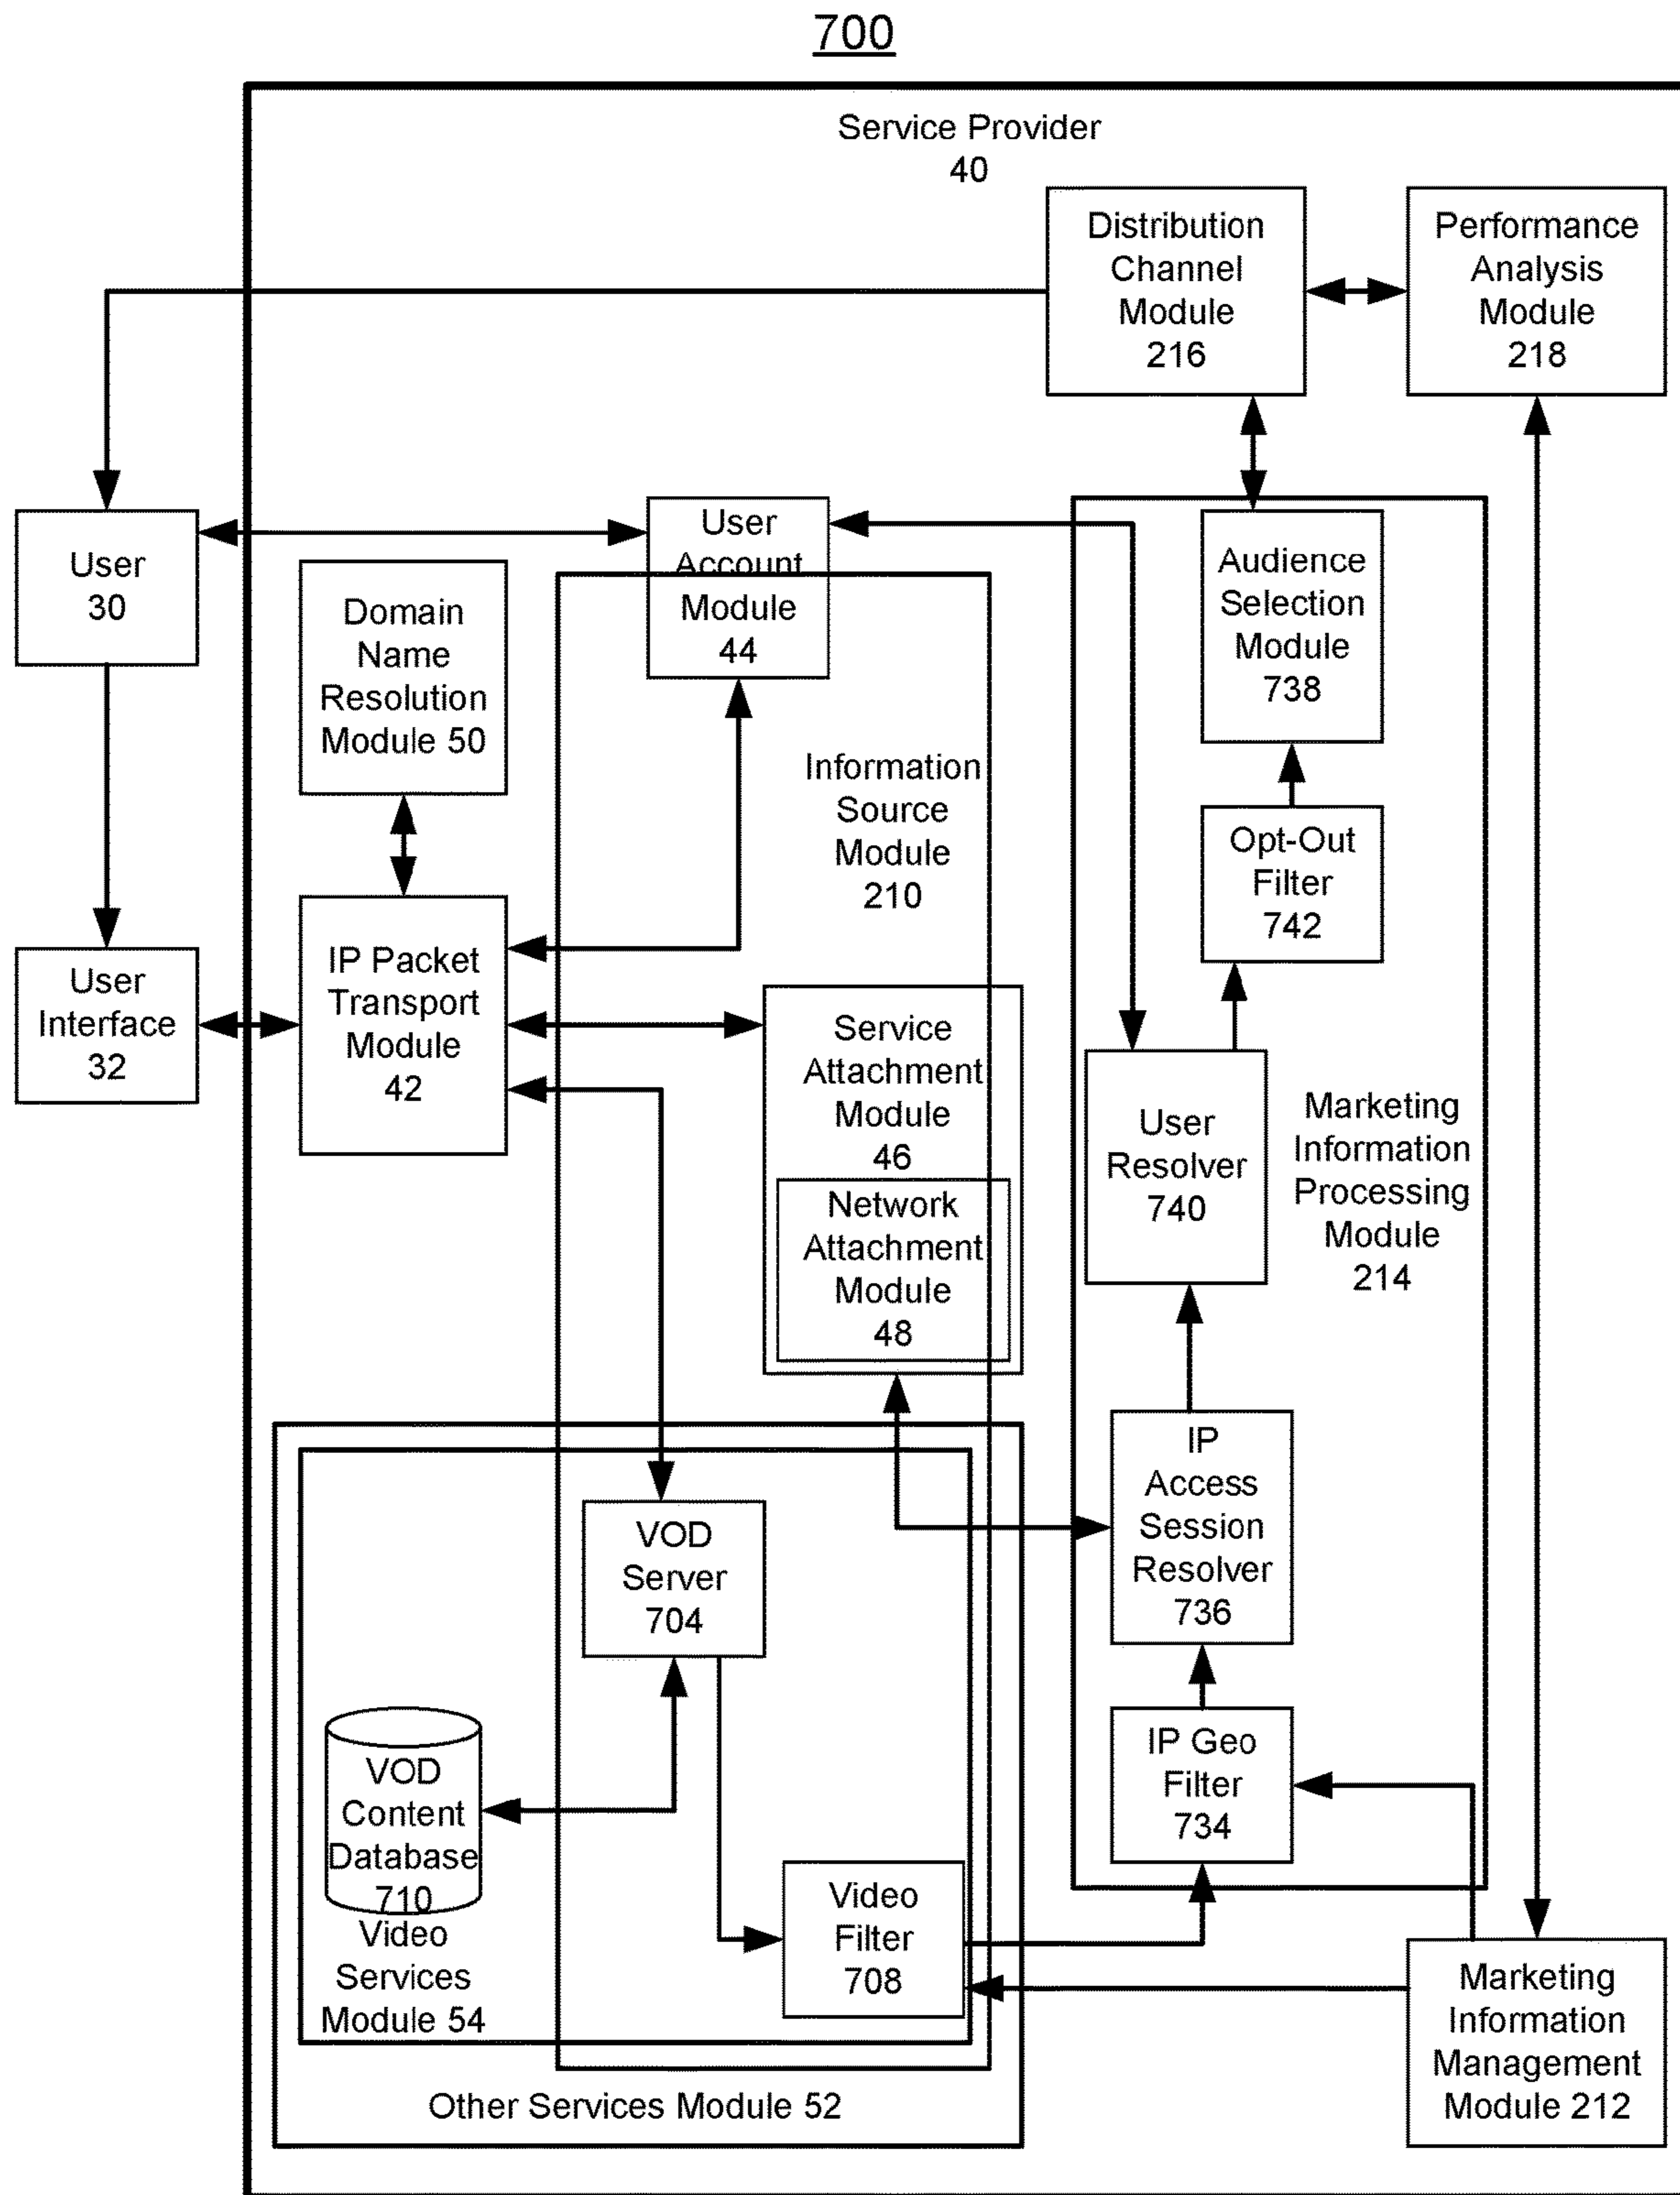 700
Service Provider
40
Distribution
Channel
Module
216
Performance
Analysis
Module
218
User
30
Domain
Name
Resolution
Module 50
User
Account
Module
44
Audience
Selection
Module
738
Information
Source
Module
210
Opt-Out
Filter
742
User
Interface
32
IP Packet
Transport
Module
42
Service
Attachment
Module
46
Network
Attachment
Module
48
User
Resolver
740
Marketing
Information
Processing
Module
214
IP
Access
Session
Resolver
736
VOD
Server
704
IP Geo
Filter
734
VOD
Content
Database
710
Video
Services
Module 54
Video
Filter
708
Marketing
Information
Management
Module 212
Other Services Module 52